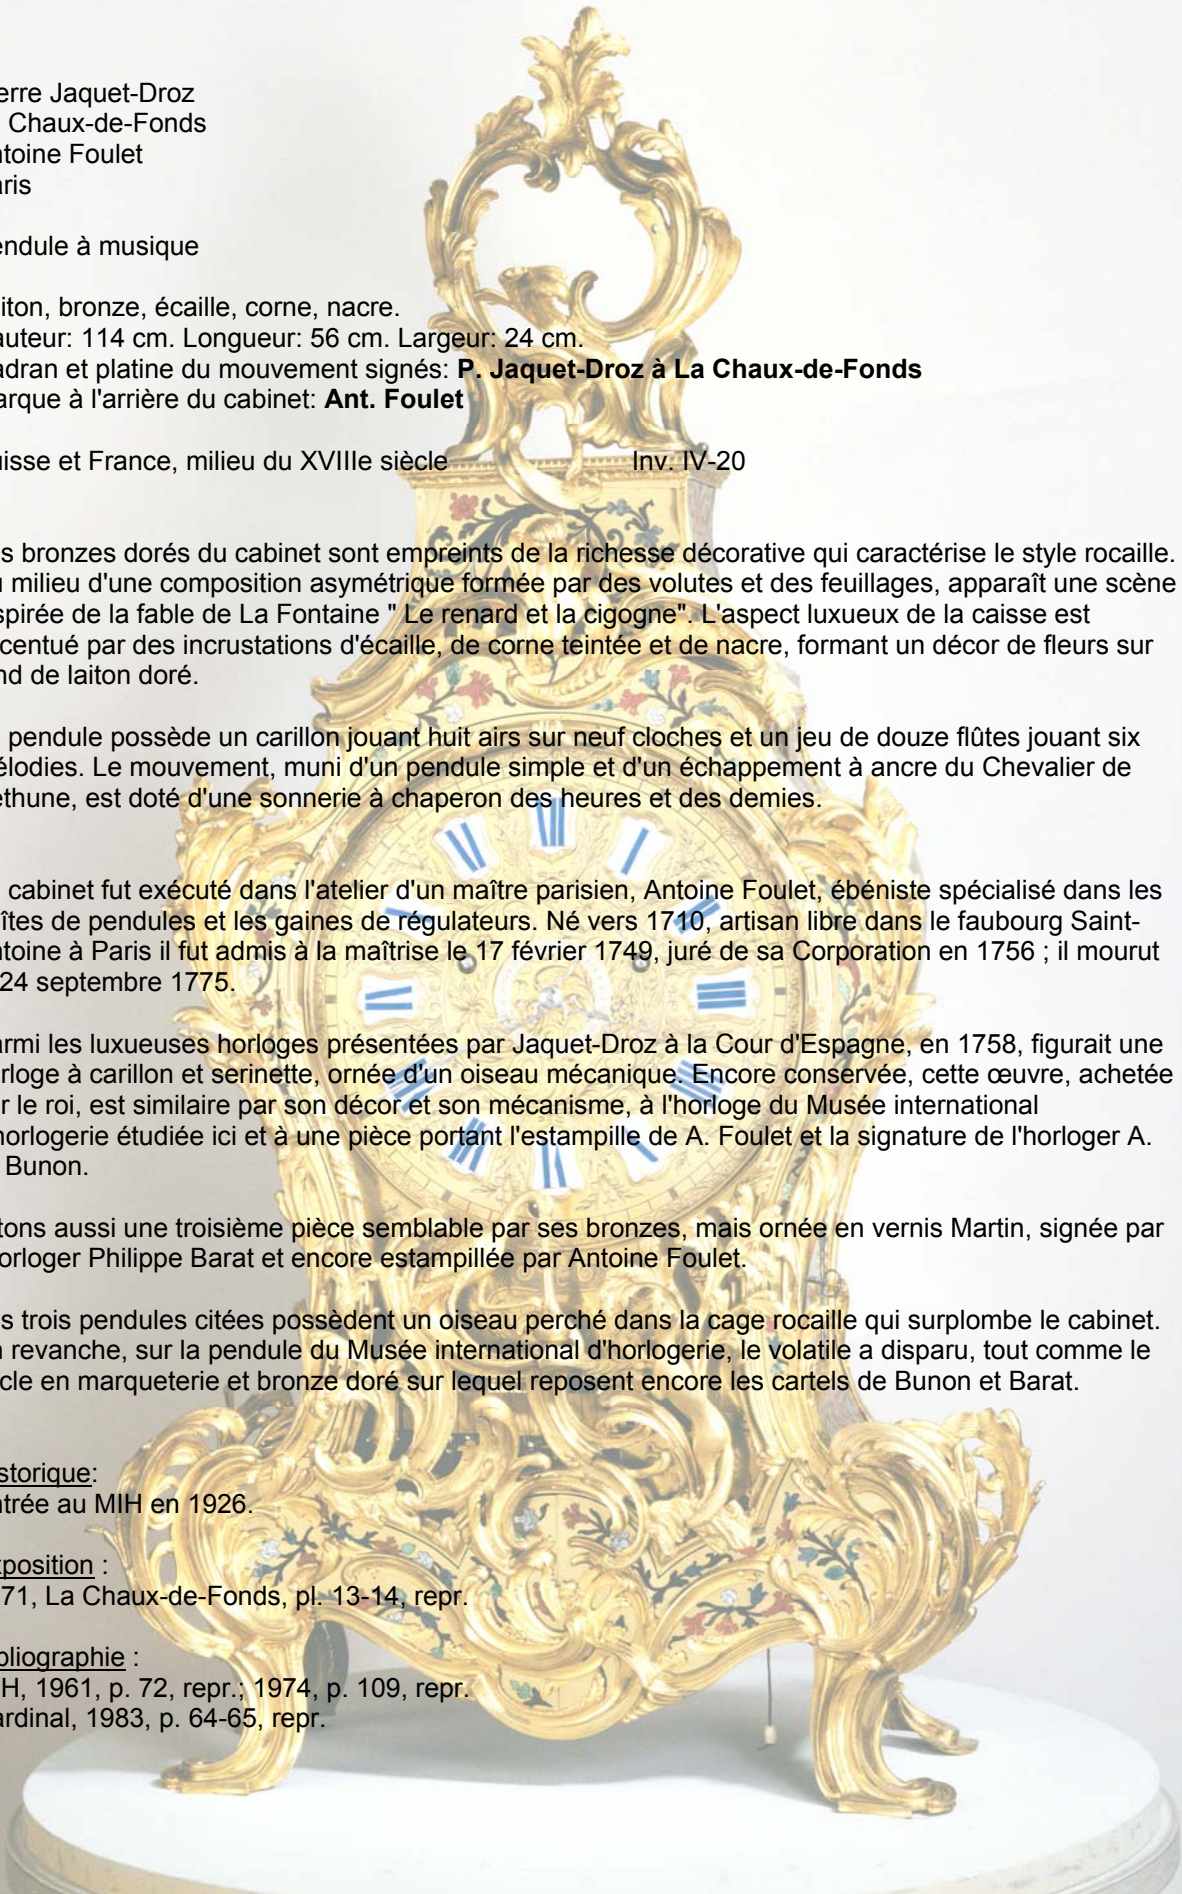 erre Jaquet-Droz
Chaux-de-Fonds
ntoine Foulet
aris
endule à musique
iton, bronze, écaille, corne, nacre.
auteur: 114 cm. Longueur: 56 cm. Largeur: 24 cm.
adran et platine du mouvement signés: P. Jaquet-Droz à La Chaux-de-Fonds
arque à l'arrière du cabinet: Ant. Foulet
uisse et France, milieu du XVIIIe siècle Inv. IV-20
s bronzes dorés du cabinet sont empreints de la richesse décorative qui caractérise le style rocaille.
u milieu d'une composition asymétrique formée par des volutes et des feuillages, apparaît une scène
spirée de la fable de La Fontaine " Le renard et la cigogne". L'aspect luxueux de la caisse est
centué par des incrustations d'écaille, de corne teintée et de nacre, formant un décor de fleurs sur
nd de laiton doré.
pendule possède un carillon jouant huit airs sur neuf cloches et un jeu de douze flûtes jouant six
élodies. Le mouvement, muni d'un pendule simple et d'un échappement à ancre du Chevalier de
éthune, est doté d'une sonnerie à chaperon des heures et des demies.
cabinet fut exécuté dans l'atelier d'un maître parisien, Antoine Foulet, ébéniste spécialisé dans les
îtes de pendules et les gaines de régulateurs. Né vers 1710, artisan libre dans le faubourg Saint-
ntoine à Paris il fut admis à la maîtrise le 17 février 1749, juré de sa Corporation en 1756 ; il mourut
24 septembre 1775.
armi les luxueuses horloges présentées par Jaquet-Droz à la Cour d'Espagne, en 1758, figurait une
rloge à carillon et serinette, ornée d'un oiseau mécanique. Encore conservée, cette œuvre, achetée
r le roi, est similaire par son décor et son mécanisme, à l'horloge du Musée international
horlogerie étudiée ici et à une pièce portant l'estampille de A. Foulet et la signature de l'horloger A.
Bunon.
tons aussi une troisième pièce semblable par ses bronzes, mais ornée en vernis Martin, signée par
orloger Philippe Barat et encore estampillée par Antoine Foulet.
s trois pendules citées possèdent un oiseau perché dans la cage rocaille qui surplombe le cabinet.
n revanche, sur la pendule du Musée international d'horlogerie, le volatile a disparu, tout comme le
cle en marqueterie et bronze doré sur lequel reposent encore les cartels de Bunon et Barat.
storique:
ntrée au MIH en 1926.
xposition :
71, La Chaux-de-Fonds, pl. 13-14, repr.
bliographie :
H, 1961, p. 72, repr.; 1974, p. 109, repr.
ardinal, 1983, p. 64-65, repr.